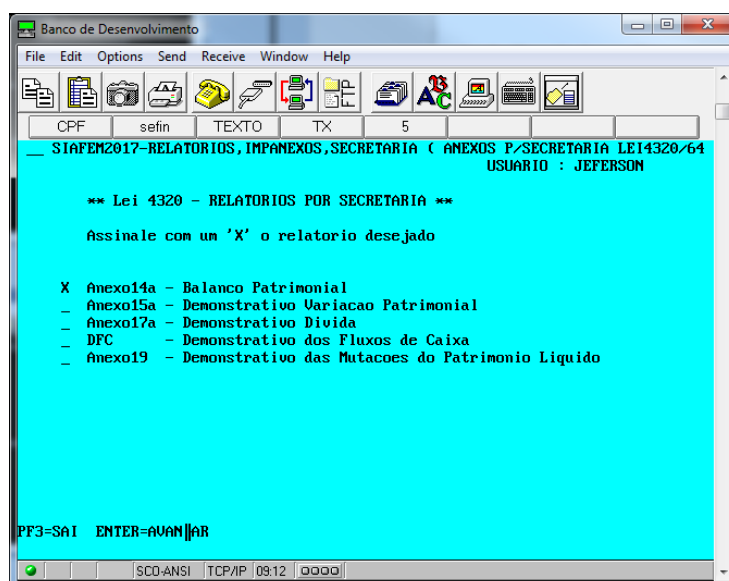 Banco de Desenvolvimento
File Edit Options Send Receive Window Help
CPF sefin TEXTO TX 5
__ SIAFEM2017-RELATORIOS,IMPANEXOS,SECRETARIA ( ANEXOS P/SECRETARIA LEI4320/64
USUARIO : JEFERSON
** Lei 4320 - RELATORIOS POR SECRETARIA **
Assinale com um 'X' o relatorio desejado
X Anexo14a - Balanco Patrimonial
_ Anexo15a - Demonstrativo Variacao Patrimonial
_ Anexo17a - Demonstrativo Divida
_ DFC - Demonstrativo dos Fluxos de Caixa
_ Anexo19 - Demonstrativo das Mutacoes do Patrimonio Liquido
PF3=SAI ENTER=AVAN‖AR
SCO-ANSI TCP/IP 09:12